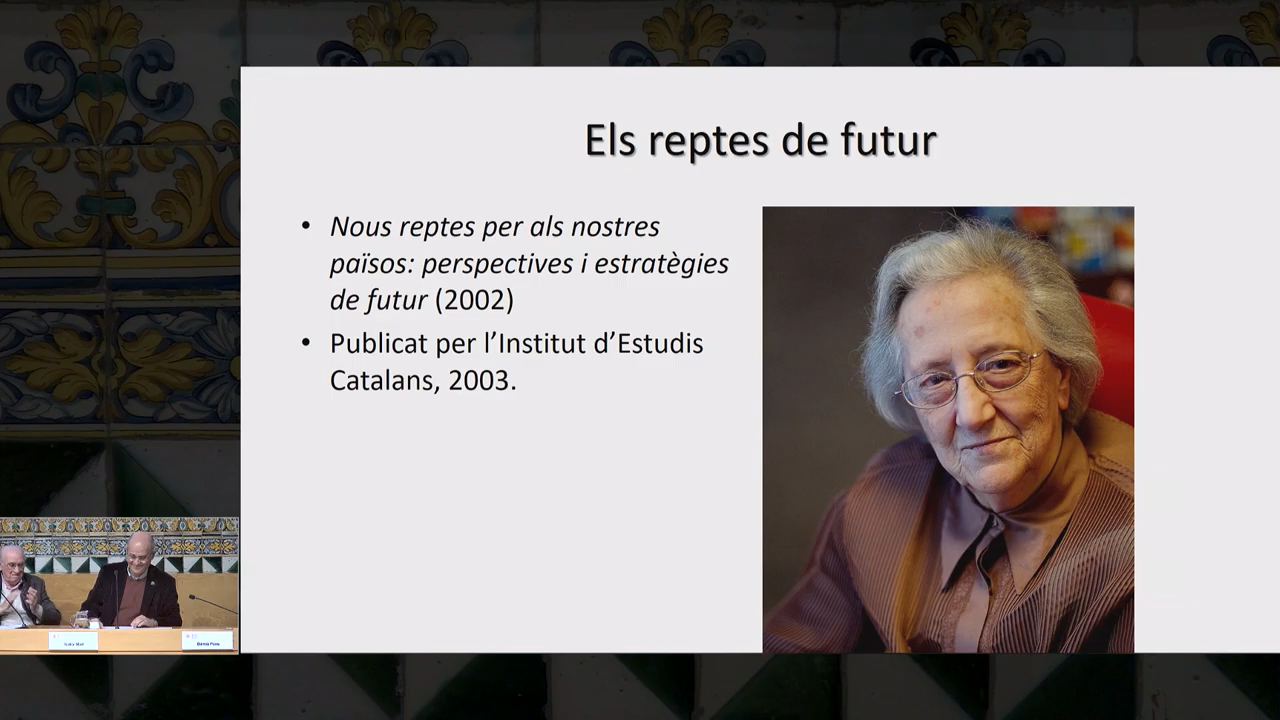 Els reptes de futur
• Nous reptes per als nostres
països: perspectives i estratègies
de futur (2002)
• Publicat per l’Institut d’Estudis
Catalans, 2003.